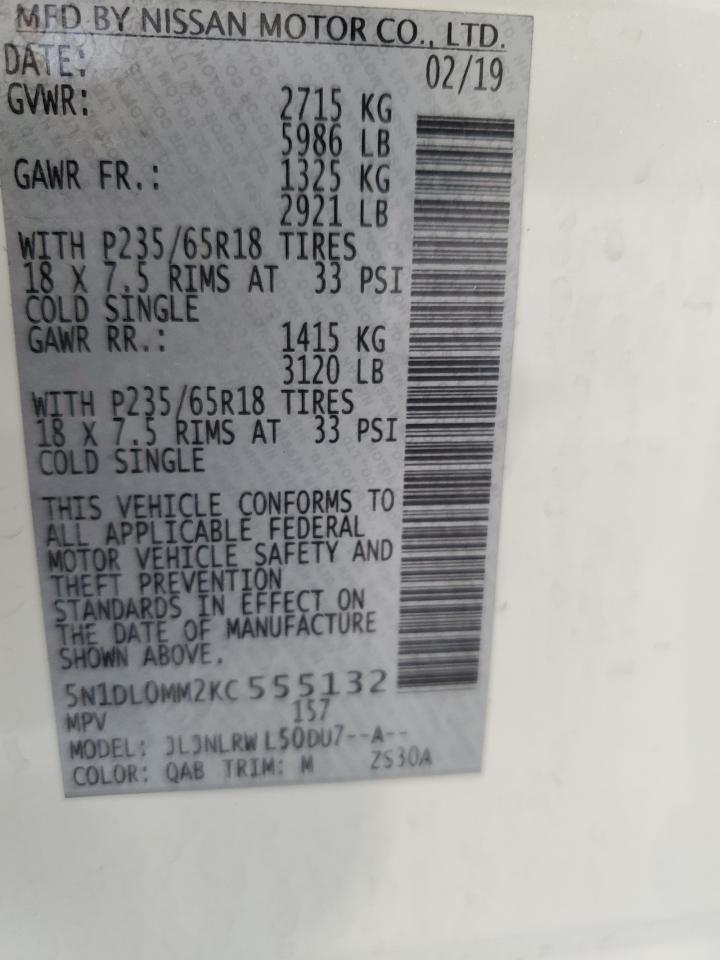 MFD BY NISSAN MOTOR CO., LTD.
DATE: 02/19
GVWR: 2715 KG
5986 LB
GAWR FR.: 1325 KG
2921 LB
WITH P235/65R18 TIRES
18 X 7.5 RIMS AT 33 PSI
COLD SINGLE
GAWR RR.: 1415 KG
3120 LB
WITH P235/65R18 TIRES
18 X 7.5 RIMS AT 33 PSI
COLD SINGLE
THIS VEHICLE CONFORMS TO
ALL APPLICABLE FEDERAL
MOTOR VEHICLE SAFETY AND
THEFT PREVENTION
STANDARDS IN EFFECT ON
THE DATE OF MANUFACTURE
SHOWN ABOVE.
5N1DL0MM2KC 555132
MPV 157
MODEL: JLJNLRW L50DU7--A--
COLOR: QAB TRIM: M ZS30A